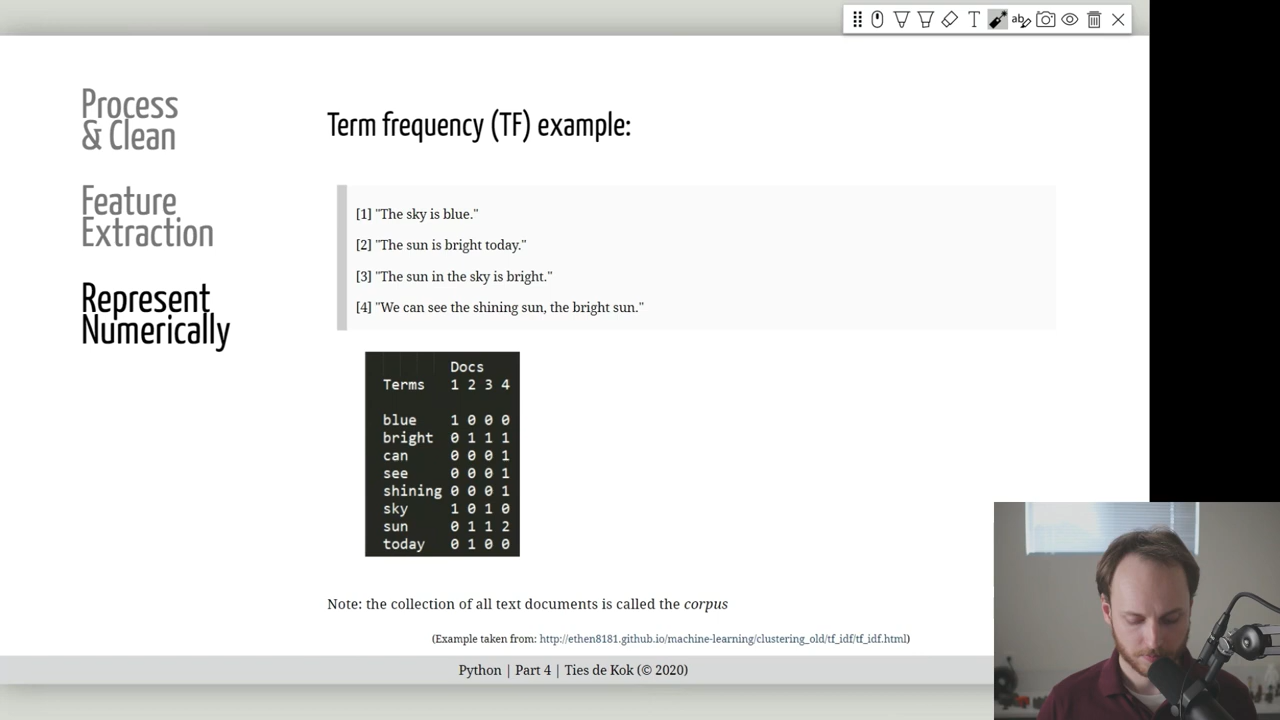 Process
& Clean
Feature
Extraction
Represent
Numerically
Term frequency (TF) example:
[1] "The sky is blue."
[2] "The sun is bright today."
[3] "The sun in the sky is bright."
[4] "We can see the shining sun, the bright sun."
Docs
Terms 1 2 3 4
blue 1 0 0 0
bright 0 1 1 1
can 0 0 0 1
see 0 0 0 1
shining 0 0 0 1
sky 1 0 1 0
sun 0 1 1 2
today 0 1 0 0
Note: the collection of all text documents is called the corpus
(Example taken from: http://ethen8181.github.io/machine-learning/clustering_old/tf_idf/tf_idf.html)
Python | Part 4 | Ties de Kok (© 2020)
T
ab